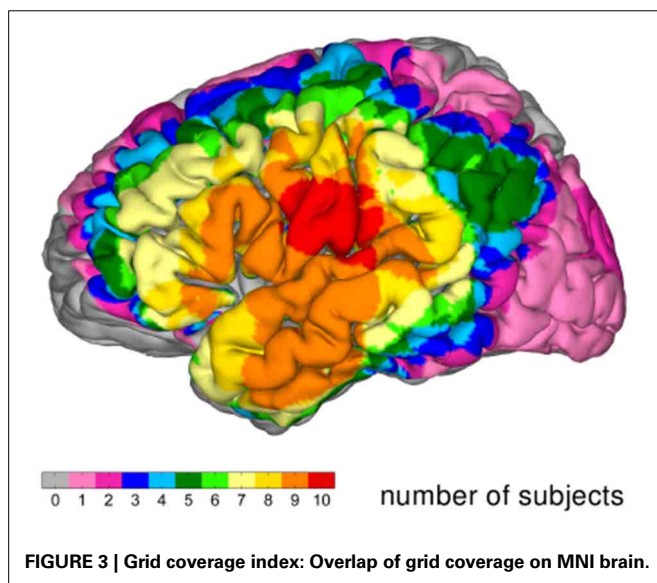 0 1 2 3 4 5 6 7 8 9 10
number of subjects
FIGURE 3 | Grid coverage index: Overlap of grid coverage on MNI brain.